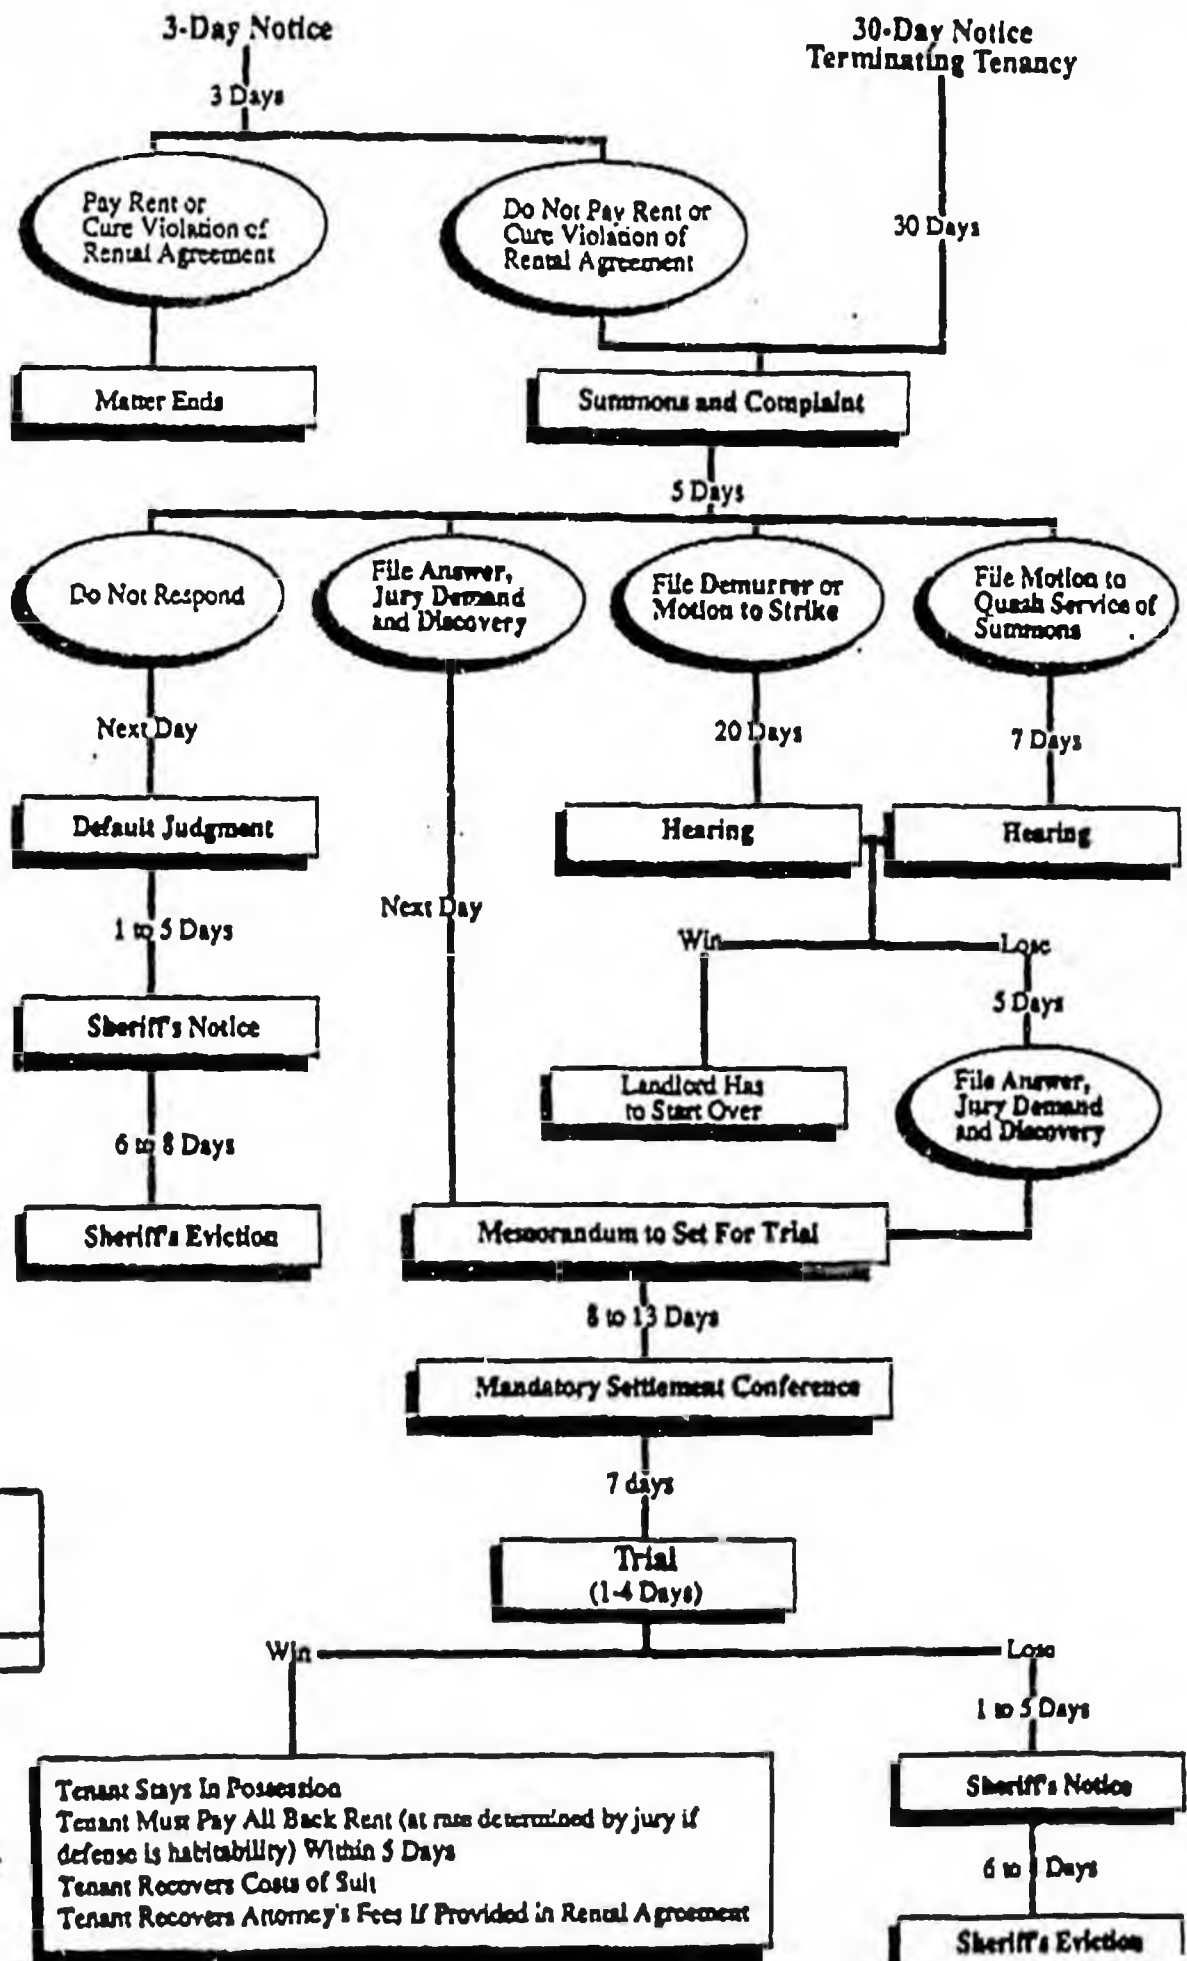 3-Day Notice
30-Day Notice
Terminating Tenancy
3 Days
30 Days
Pay Rent or
Cure Violation of
Rental Agreement
Do Not Pay Rent or
Cure Violation of
Rental Agreement
Matter Ends
Summons and Complaint
5 Days
Do Not Respond
File Answer,
Jury Demand
and Discovery
File Demurrer or
Motion to Strike
File Motion to
Quash Service of
Summons
Next Day
20 Days
7 Days
Default Judgment
Hearing
Hearing
Next Day
1 to 5 Days
Win
Lose
5 Days
Sheriff's Notice
Landlord Has
to Start Over
File Answer,
Jury Demand
and Discovery
6 to 8 Days
Sheriff's Eviction
Memorandum to Set For Trial
8 to 13 Days
Mandatory Settlement Conference
7 days
Trial
(1-4 Days)
Win
Lose
1 to 5 Days
Tenant Stays In Possession
Tenant Must Pay All Back Rent (at rate determined by jury if
defense is habitability) Within 5 Days
Tenant Recovers Costs of Suit
Tenant Recovers Attorney's Fees If Provided in Rental Agreement
Sheriff's Notice
6 to Days
Sheriff's Eviction